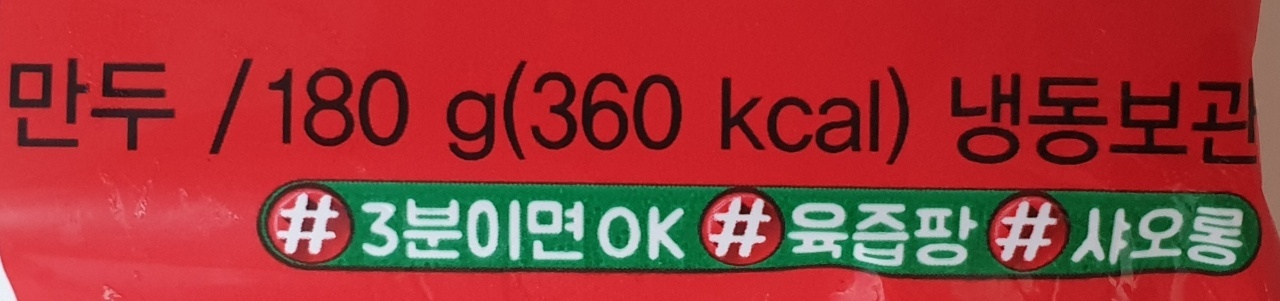 만두 / 180 g(360 kcal) 냉동보관
#3분이면OK #육즙팡 #샤오롱